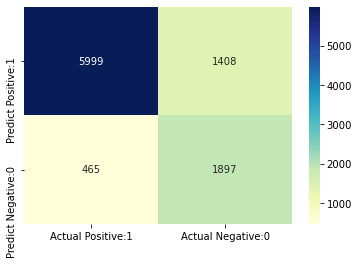 Predict Positive:1
5999 1408
Predict Negative:0
465 1897
Actual Positive:1 Actual Negative:0
5000
4000
3000
2000
1000